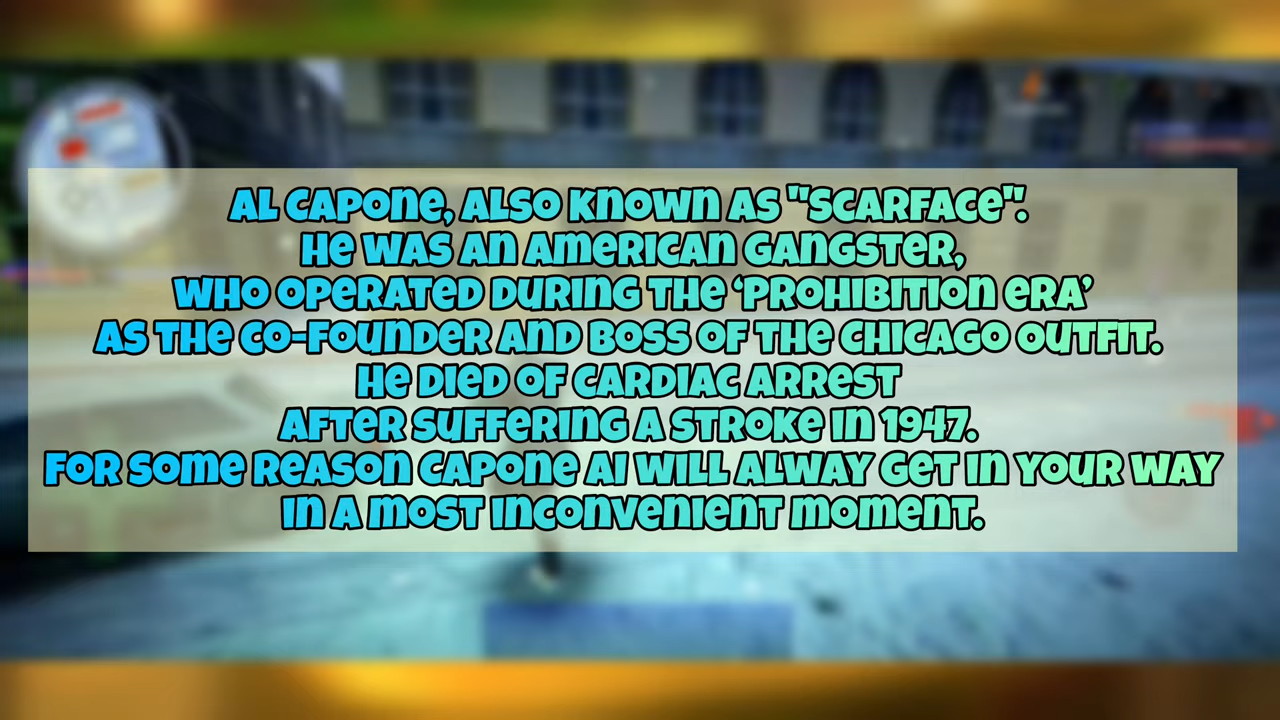 AL CAPONE, ALSO KNOWN AS "SCARFACE".
HE WAS AN AMERICAN GANGSTER,
WHO OPERATED DURING THE ‘PROHIBITION ERA’
AS THE CO-FOUNDER AND BOSS OF THE CHICAGO OUTFIT.
HE DIED OF CARDIAC ARREST
AFTER SUFFERING A STROKE IN 1947.
FOR SOME REASON CAPONE AI WILL ALWAY GET IN YOUR WAY
IN A MOST INCONVENIENT MOMENT.